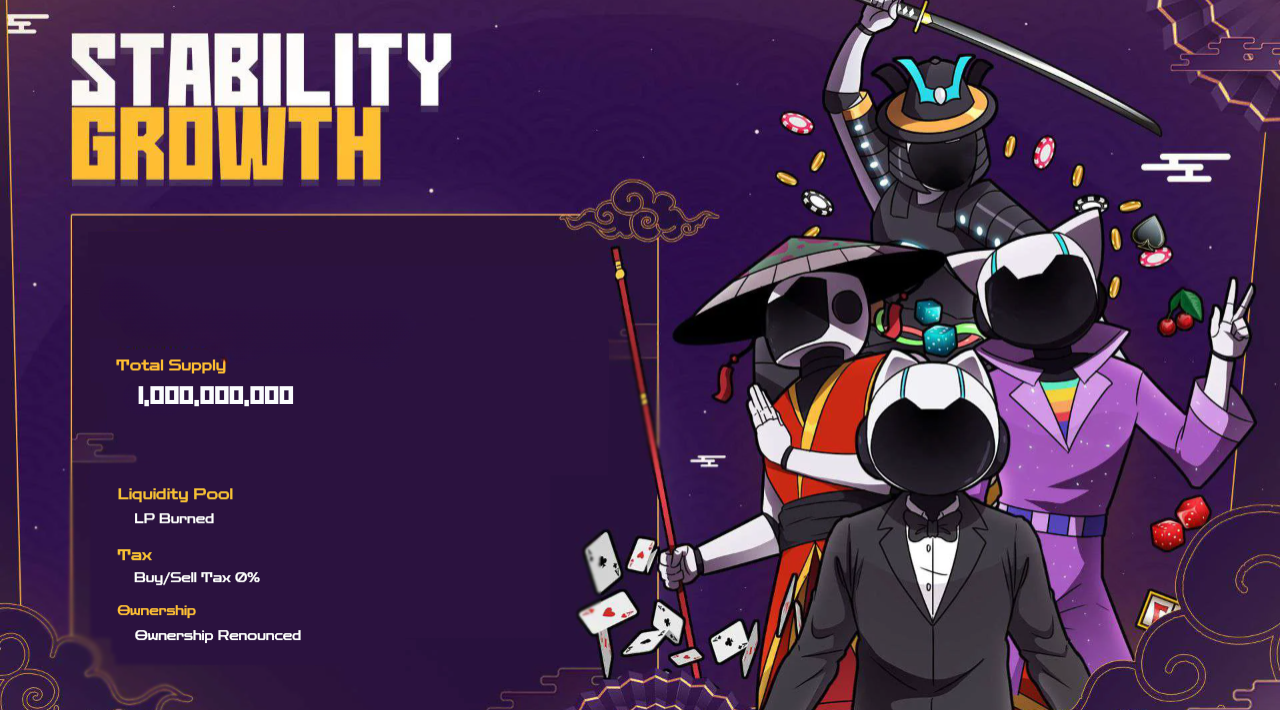 STABILITY
GROWTH
Total Supply
1,000,000,000
Liquidity Pool
LP Burned
Tax
Buy/Sell Tax 0%
Ownership
Ownership Renounced